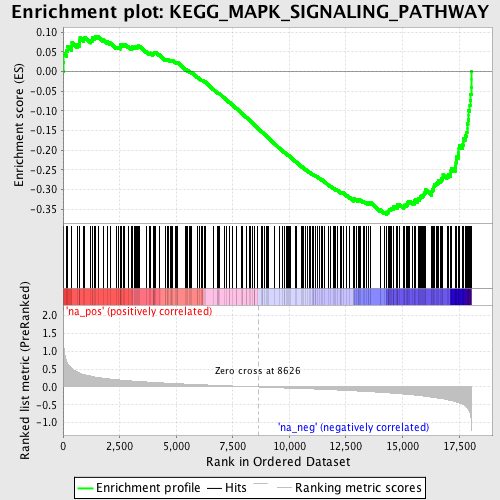 Enrichment plot: KEGG_MAPK_SIGNALING_PATHWAY
Enrichment score (ES)
0.10
0.05
0.00
-0.05
-0.10
-0.15
-0.20
-0.25
-0.30
-0.35
'na_pos' (positively correlated)
Ranked list metric (PreRanked)
2.0
1.5
1.0
0.5
0.0
-0.5
-1.0
Zero cross at 8626
'na_neg' (negatively correlated)
0 2,500 5,000 7,500 10,000 12,500 15,000 17,500
Rank in Ordered Dataset
Enrichment profile Hits Ranking metric scores